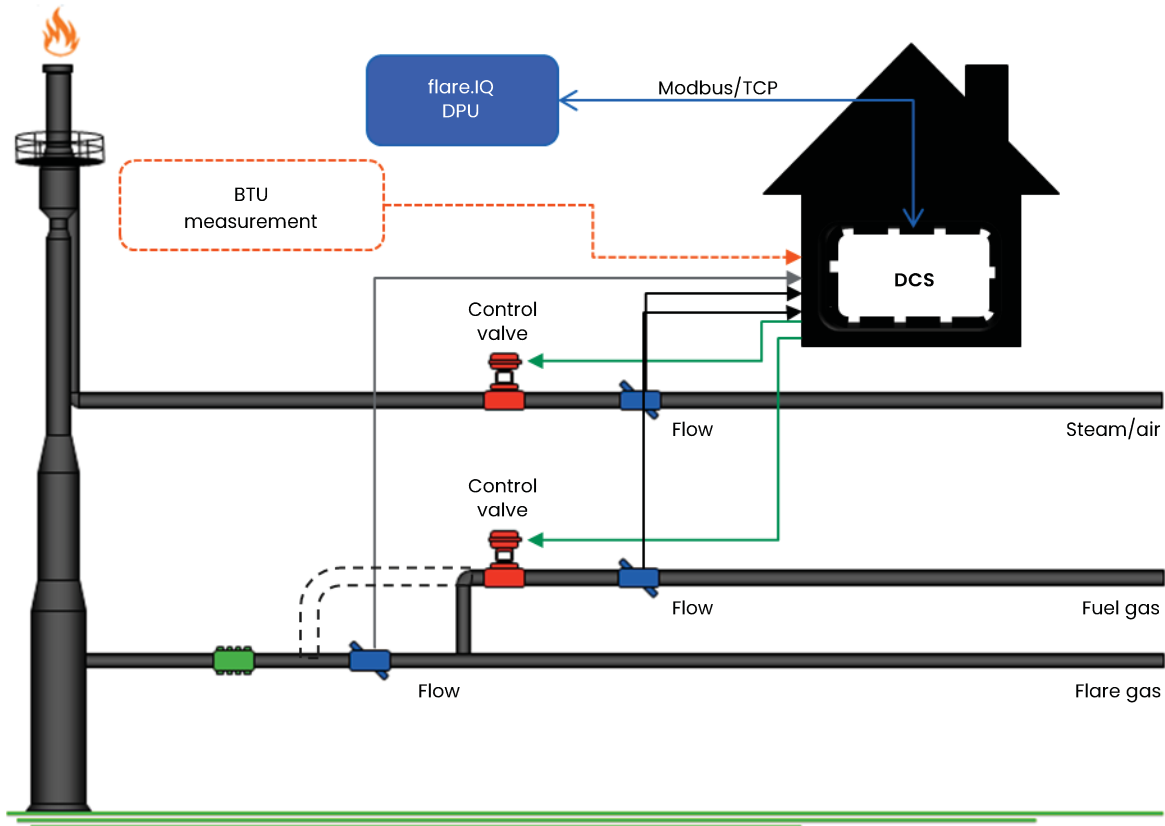 flare.IQ
DPU
Modbus/TCP
BTU
measurement
DCS
Control
valve
Flow
Steam/air
Control
valve
Flow
Fuel gas
Flow
Flare gas